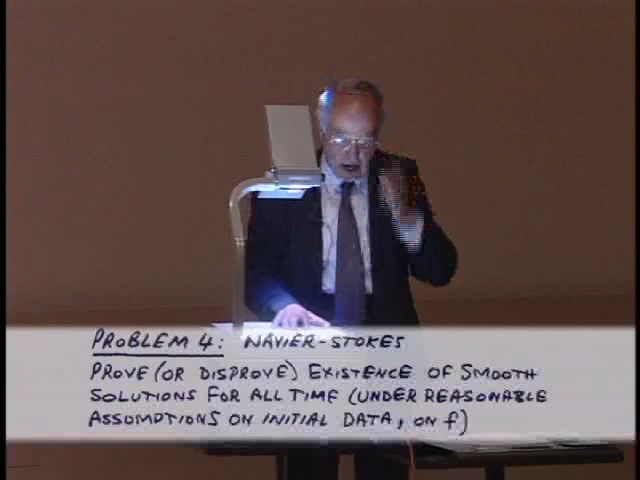 PROBLEM 4: NAVIER-STOKES
PROVE (OR DISPROVE) EXISTENCE OF SMOOTH
SOLUTIONS FOR ALL TIME (UNDER REASONABLE
ASSUMPTIONS ON INITIAL DATA, ON f)